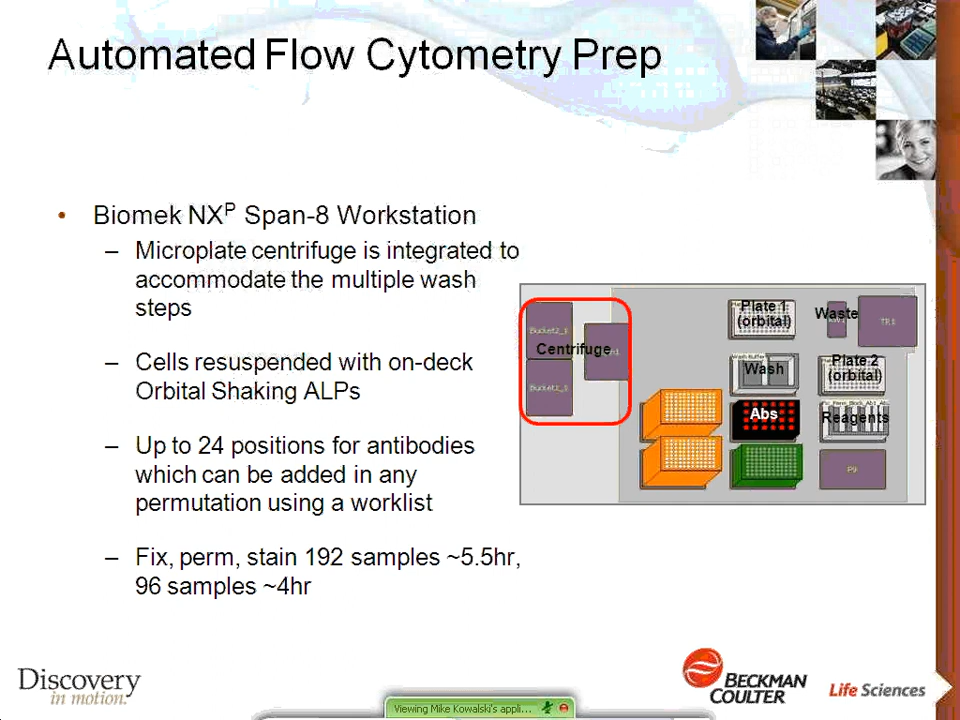 Automated Flow Cytometry Prep
• Biomek NXP Span-8 Workstation
– Microplate centrifuge is integrated to
accommodate the multiple wash
steps
– Cells resuspended with on-deck
Orbital Shaking ALPs
– Up to 24 positions for antibodies
which can be added in any
permutation using a worklist
– Fix, perm, stain 192 samples ~5.5hr,
96 samples ~4hr
Centrifuge
Plate 1
(orbital)
Waste
TR1
Wash
Plate 2
(orbital)
Abs
Reagents
P9
Discovery
in motion.
BECKMAN
COULTER
Life Sciences
Viewing Mike Kowalski's appli...